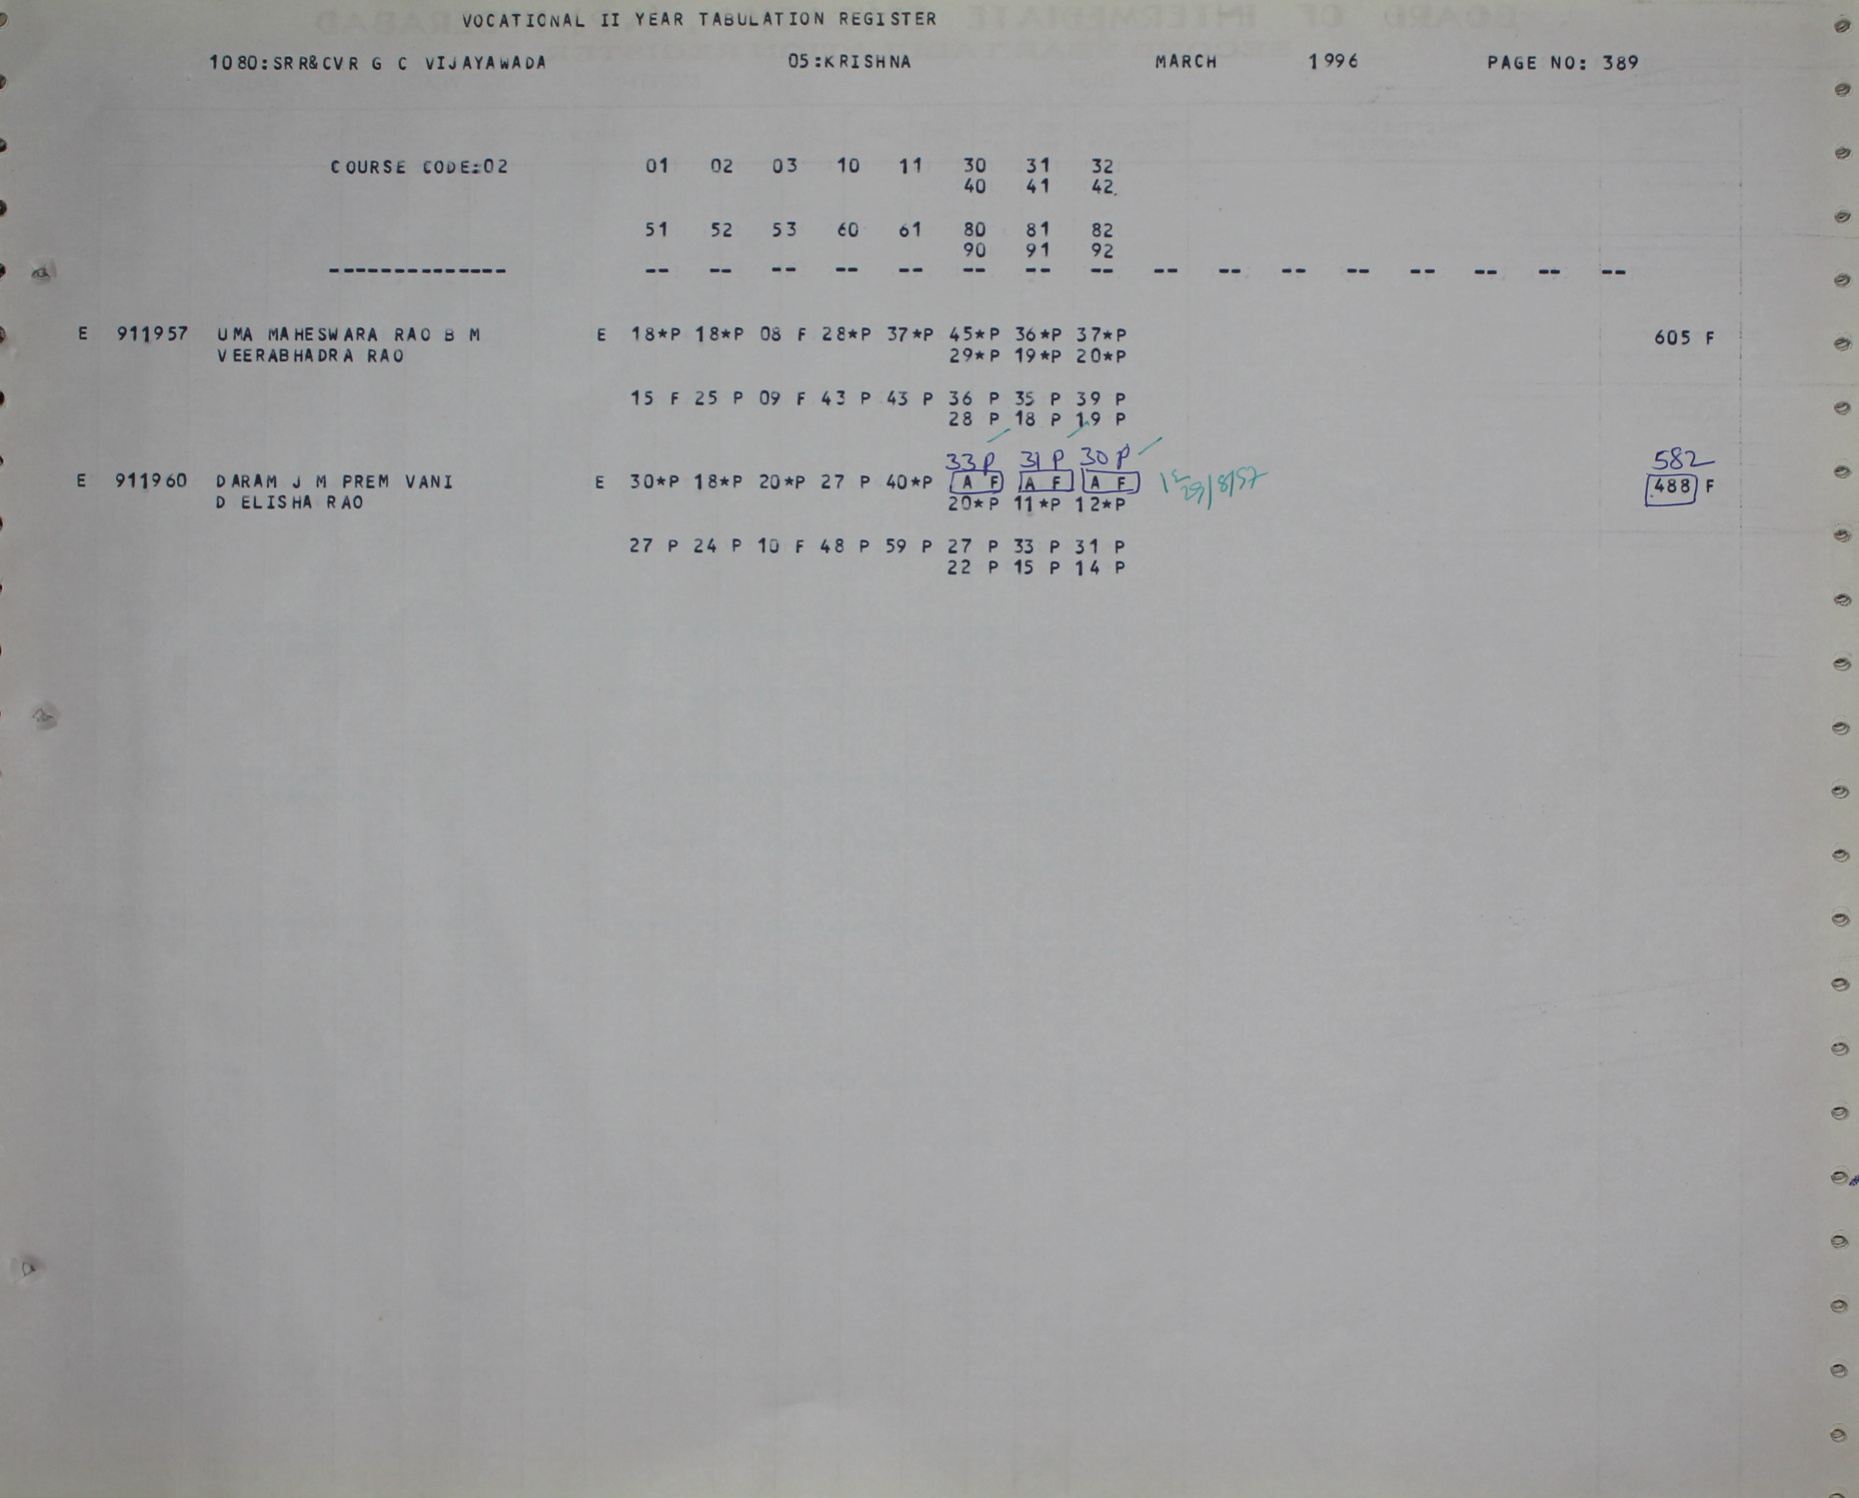 VOCATIONAL II YEAR TABULATION REGISTER
1080:SRR&CVR G C VIJAYAWADA 05:KRISHNA MARCH 1996 PAGE NO: 389
COURSE CODE:02 01 02 03 10 11 30 31 32
40 41 42
51 52 53 60 61 80 81 82
90 91 92
-------------- -- -- -- -- -- -- -- -- -- -- -- -- -- -- -- --
E 911957 UMA MAHESWARA RAO B M E 18*P 18*P 08 F 28*P 37*P 45*P 36*P 37*P 605 F
VEERABHADRA RAO 29*P 19*P 20*P
15 F 25 P 09 F 43 P 43 P 36 P 35 P 39 P
28 P 18 P 19 P
33 P 31 P 30 P 582
E 911960 DARAM J M PREM VANI E 30*P 18*P 20*P 27 P 40*P A F A F A F 488 F
D ELISHA RAO 20*P 11*P 12*P
27 P 24 P 10 F 48 P 59 P 27 P 33 P 31 P
22 P 15 P 14 P